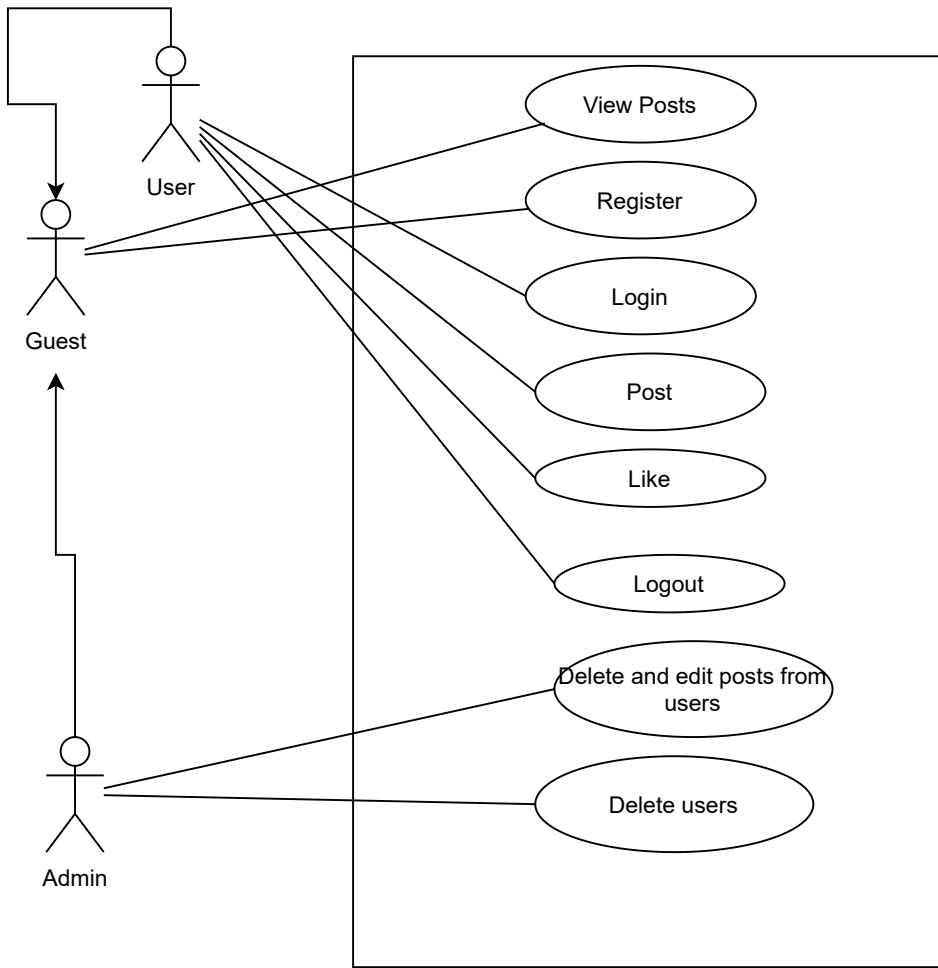 View Posts
User
Register
Login
Guest
Post
Like
Logout
Delete and edit posts from
users
Delete users
Admin